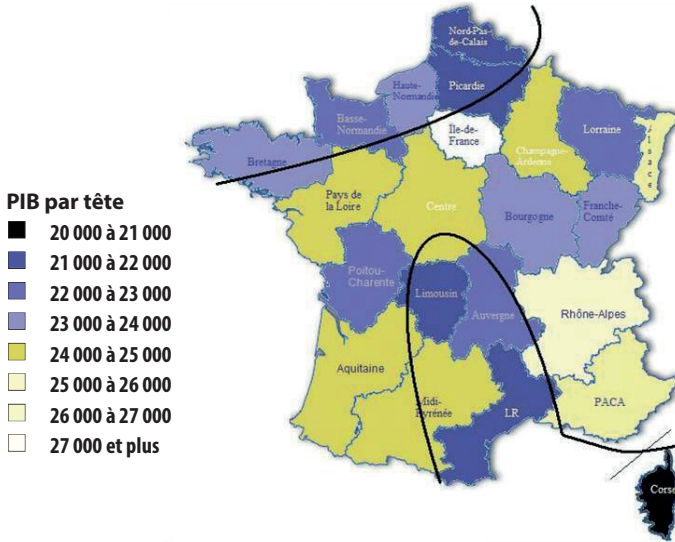 Nord-Pas-
de-Calais
Picardie
Haute-
Normandie
Basse-
Normandie
Île-de-
France
Lorraine
Champagne-
Ardenne
Alsace
Bretagne
Pays de
la Loire
Centre
Bourgogne
Franche-
Comté
Poitou-
Charente
Limousin
Auvergne
Rhône-Alpes
Aquitaine
Midi-
Pyrénée
LR
PACA
Corse
PIB par tête
20 000 à 21 000
21 000 à 22 000
22 000 à 23 000
23 000 à 24 000
24 000 à 25 000
25 000 à 26 000
26 000 à 27 000
27 000 et plus